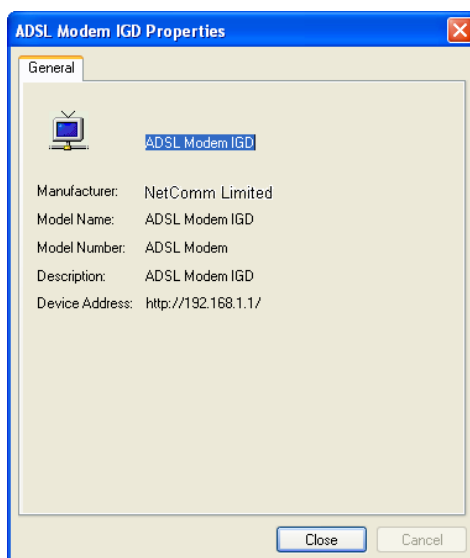 ADSL Modem IGD Properties
General
ADSL Modem IGD
Manufacturer: NetComm Limited
Model Name: ADSL Modem IGD
Model Number: ADSL Modem
Description: ADSL Modem IGD
Device Address: http://192.168.1.1/
Close Cancel